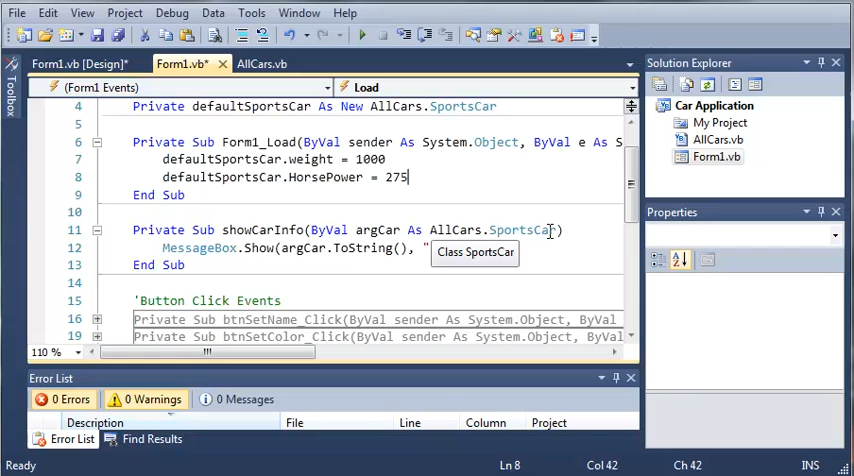 File Edit View Project Debug Data Tools Window Help
Form1.vb [Design]* Form1.vb* AllCars.vb
(Form1 Events) Load
4 Private defaultSportsCar As New AllCars.SportsCar
5
6 Private Sub Form1_Load(ByVal sender As System.Object, ByVal e As S
7 defaultSportsCar.weight = 1000
8 defaultSportsCar.HorsePower = 275
9 End Sub
10
11 Private Sub showCarInfo(ByVal argCar As AllCars.SportsCar)
12 MessageBox.Show(argCar.ToString(), "
Class SportsCar
13 End Sub
14
15 'Button Click Events
16 Private Sub btnSetName_Click(ByVal sender As System.Object, ByVal
19 Private Sub btnSetColor_Click(ByVal sender As System.Object, ByVal
110 %
Toolbox
Solution Explorer
Car Application
My Project
AllCars.vb
Form1.vb
Properties
Error List
0 Errors 0 Warnings 0 Messages
Description File Line Column Project
Error List Find Results
Ready Ln 8 Col 42 Ch 42 INS